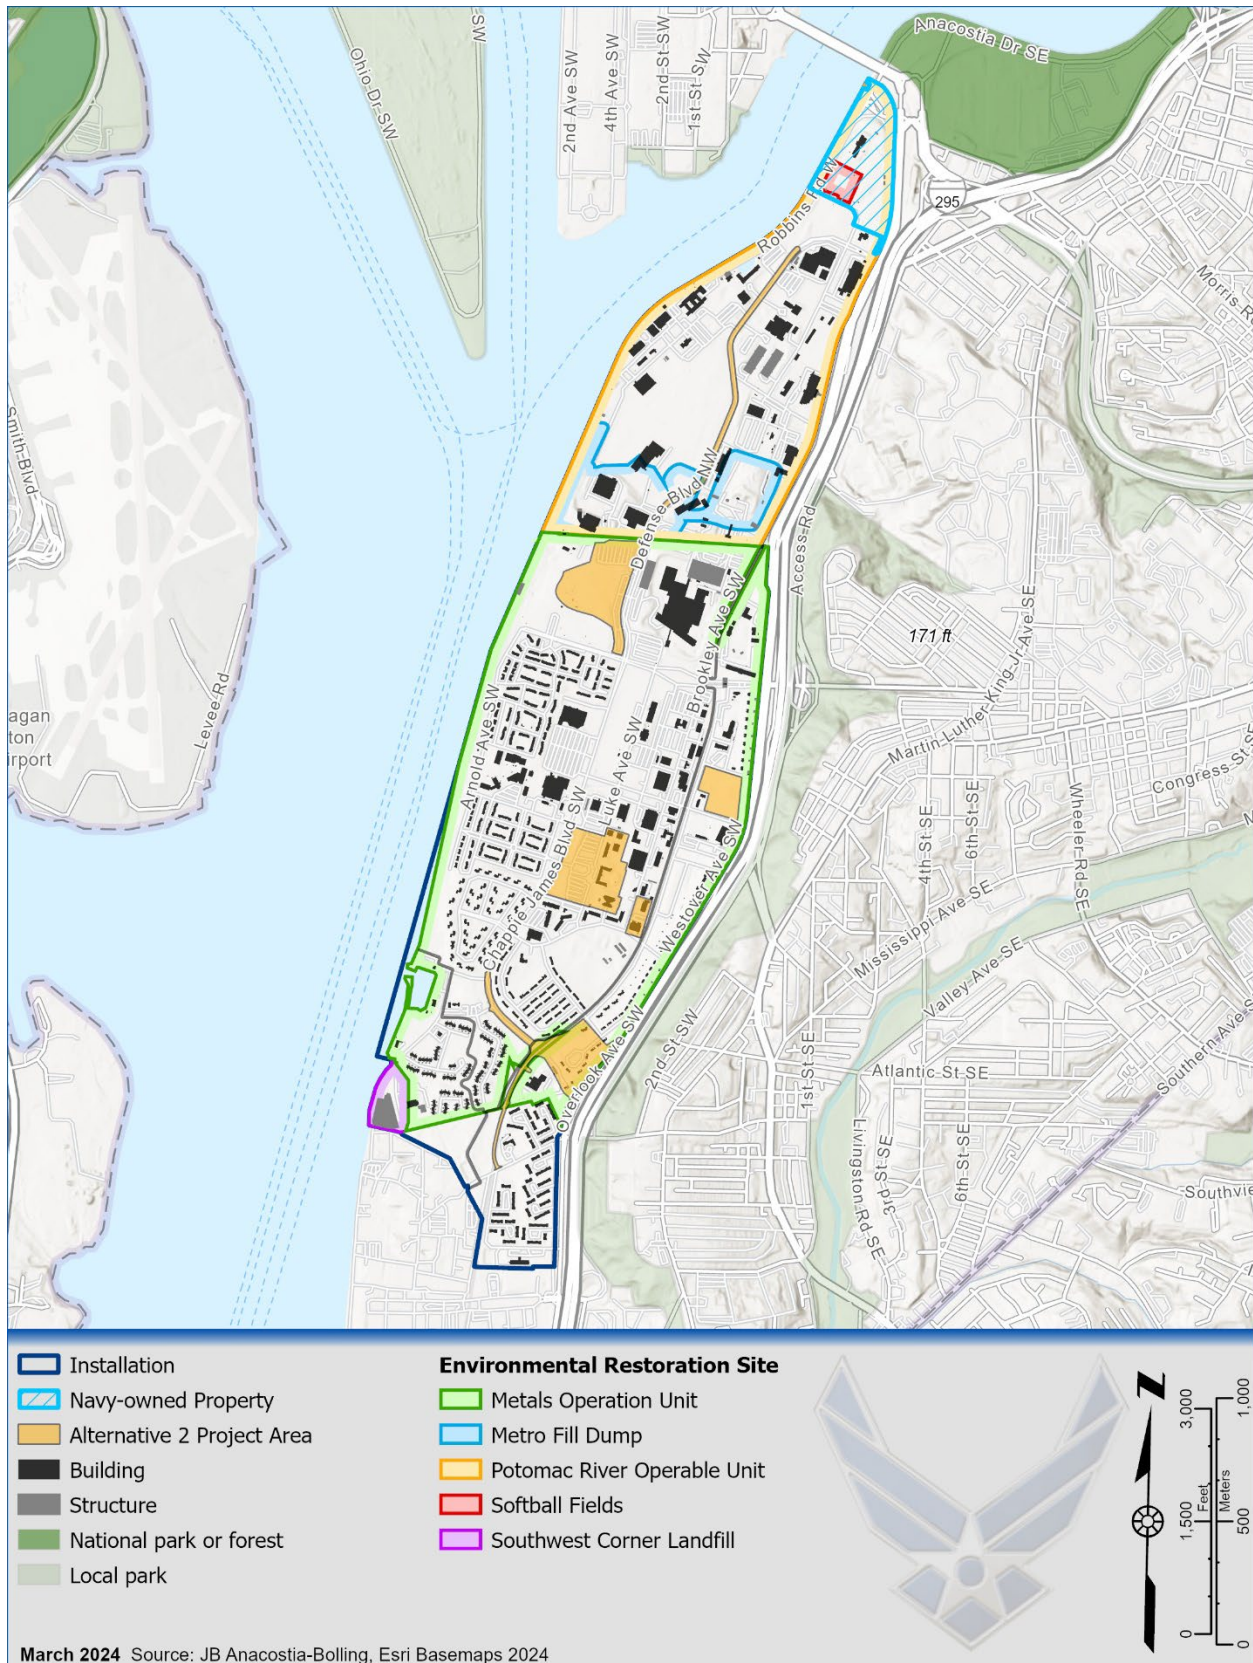 Anacostia Dr SE
SW
Ohio Dr SW
2nd Ave SW
4th Ave SW
2nd St SW
1st St SW
Robbins Rd W
295
Morris Rd
Smith Blvd
Defense Blvd NW
Access Rd
Brookley Ave SW
171 ft
Martin Luther King Jr Ave SE
Levee Rd
agan
ton
irport
Arnold Ave SW
Luke Ave SW
Congress St SE
Wheeler Rd SE
6th St SE
4th St SE
Chappie James Blvd SW
Westover Ave SW
Mississippi Ave SE
Valley Ave SE
Southern Ave S
Overlook Ave SW
2nd St SW
1st St SE
Atlantic St SE
Livingston Rd SE
3rd St SE
6th St SE
Southvie
Installation
Navy-owned Property
Alternative 2 Project Area
Building
Structure
National park or forest
Local park
Environmental Restoration Site
Metals Operation Unit
Metro Fill Dump
Potomac River Operable Unit
Softball Fields
Southwest Corner Landfill
Z
3,000
1,500
0
Feet
Meters
1,000
500
0
March 2024 Source: JB Anacostia-Bolling, Esri Basemaps 2024